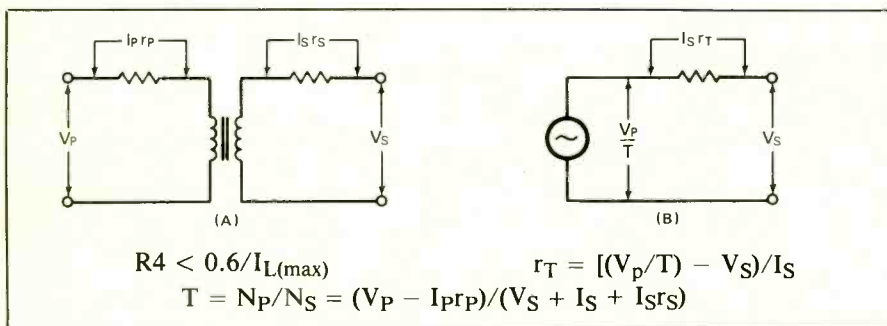 IPrP
ISrS
VP
VS
(A)
ISrT
VP
T
VS
(B)
R4 < 0.6/IL(max)
rT = [(Vp/T) − VS)/IS
T = NP/NS = (VP − IPrP)/(VS + IS + ISrS)